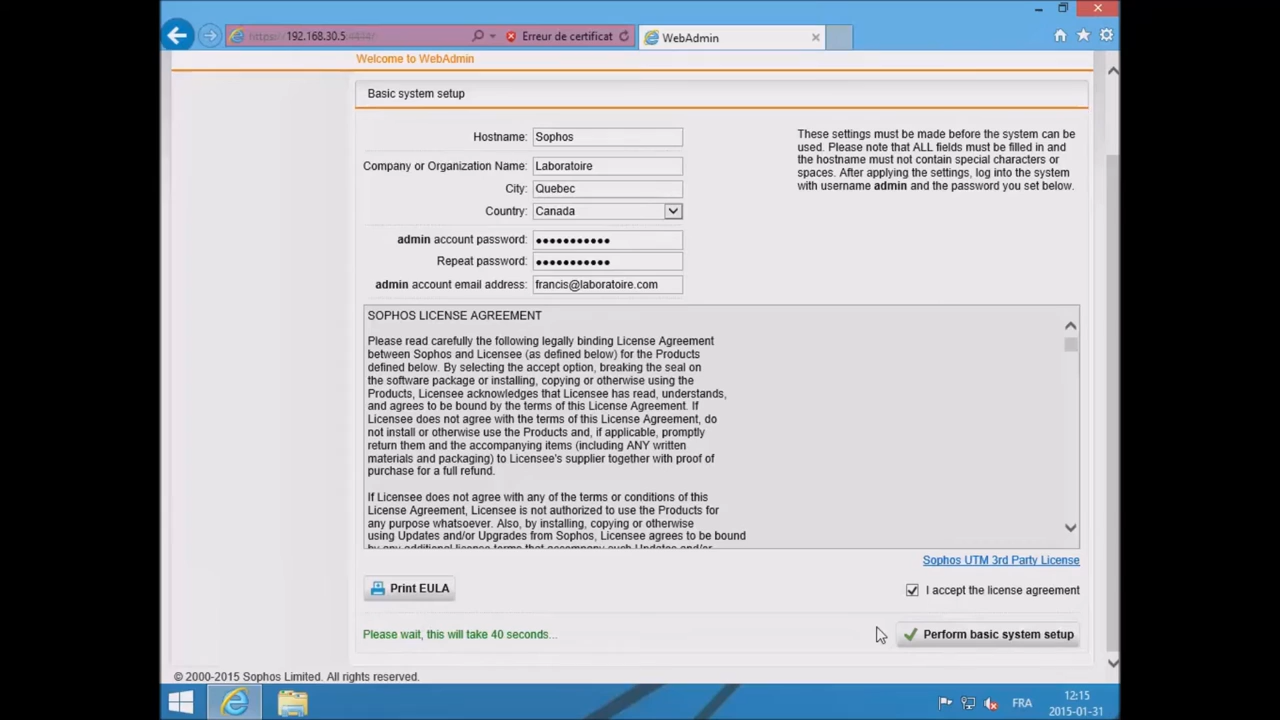 https://192.168.30.5:4444/
Erreur de certificat
WebAdmin
Welcome to WebAdmin
Basic system setup
Hostname: Sophos
Company or Organization Name: Laboratoire
City: Quebec
Country: Canada
admin account password: ●●●●●●●●●●●
Repeat password: ●●●●●●●●●●●
admin account email address: francis@laboratoire.com
These settings must be made before the system can be
used. Please note that ALL fields must be filled in and
the hostname must not contain special characters or
spaces. After applying the settings, log into the system
with username admin and the password you set below.
SOPHOS LICENSE AGREEMENT
Please read carefully the following legally binding License Agreement
between Sophos and Licensee (as defined below) for the Products
defined below. By selecting the accept option, breaking the seal on
the software package or installing, copying or otherwise using the
Products, Licensee acknowledges that Licensee has read, understands,
and agrees to be bound by the terms of this License Agreement. If
Licensee does not agree with the terms of this License Agreement, do
not install or otherwise use the Products and, if applicable, promptly
return them and the accompanying items (including ANY written
materials and packaging) to Licensee's supplier together with proof of
purchase for a full refund.
If Licensee does not agree with any of the terms or conditions of this
License Agreement, Licensee is not authorized to use the Products for
any purpose whatsoever. Also, by installing, copying or otherwise
using Updates and/or Upgrades from Sophos, Licensee agrees to be bound
by any additional license terms that accompany such Updates and/or
Sophos UTM 3rd Party License
Print EULA
I accept the license agreement
Please wait, this will take 40 seconds...
Perform basic system setup
© 2000-2015 Sophos Limited. All rights reserved.
FRA
12:15
2015-01-31